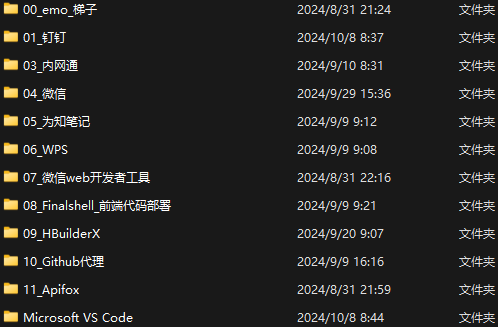 00_emo_梯子 2024/8/31 21:24 文件夹
01_钉钉 2024/10/8 8:37 文件夹
03_内网通 2024/9/10 8:31 文件夹
04_微信 2024/9/29 15:36 文件夹
05_为知笔记 2024/9/9 9:12 文件夹
06_WPS 2024/9/9 9:08 文件夹
07_微信web开发者工具 2024/8/31 22:16 文件夹
08_Finalshell_前端代码部署 2024/9/9 9:21 文件夹
09_HBuilderX 2024/9/20 9:07 文件夹
10_Github代理 2024/9/9 16:16 文件夹
11_Apifox 2024/8/31 21:59 文件夹
Microsoft VS Code 2024/10/8 8:44 文件夹